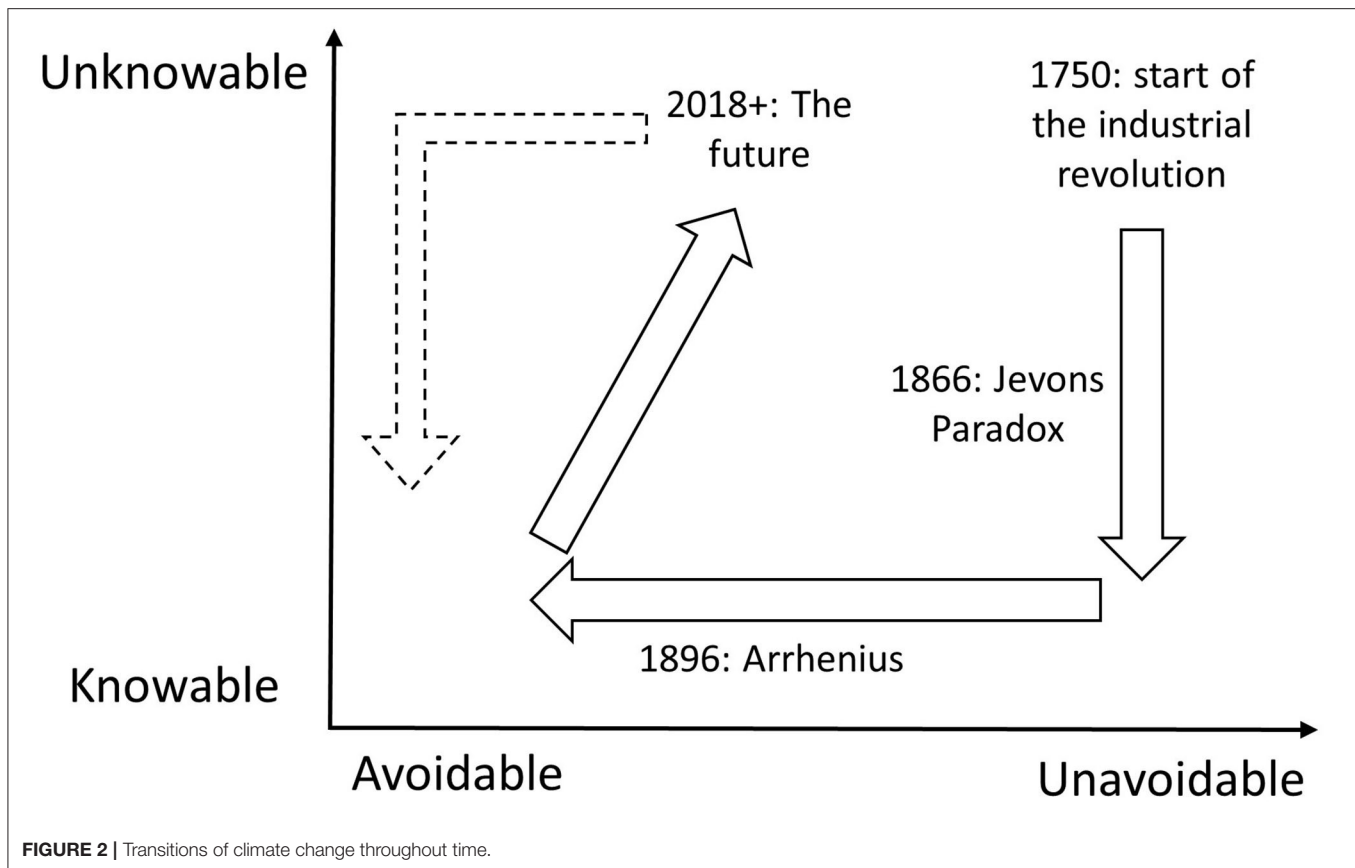 Unknowable
2018+: The
future
1750: start of
the industrial
revolution
1866: Jevons
Paradox
1896: Arrhenius
Knowable
Avoidable
Unavoidable
FIGURE 2 | Transitions of climate change throughout time.